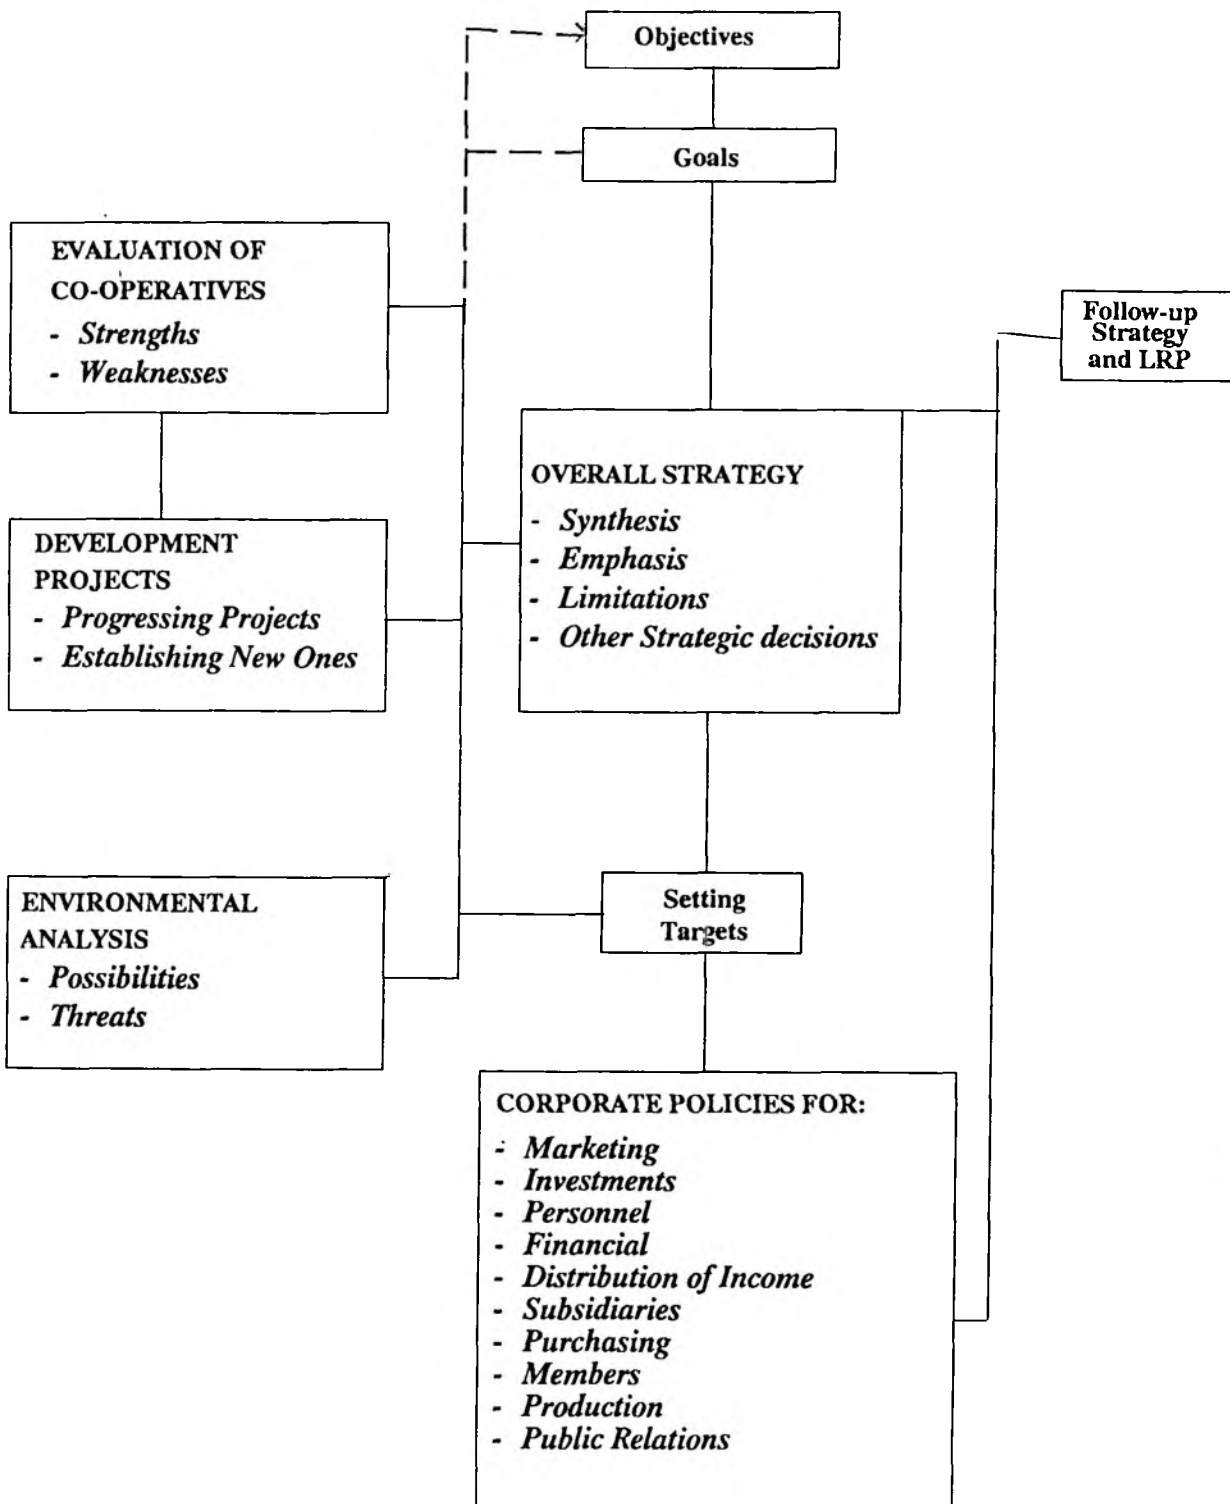 Objectives
Goals
EVALUATION OF
CO-OPERATIVES
- Strengths
- Weaknesses
Follow-up
Strategy
and LRP
OVERALL STRATEGY
- Synthesis
- Emphasis
- Limitations
- Other Strategic decisions
DEVELOPMENT
PROJECTS
- Progressing Projects
- Establishing New Ones
Setting
Targets
ENVIRONMENTAL
ANALYSIS
- Possibilities
- Threats
CORPORATE POLICIES FOR:
- Marketing
- Investments
- Personnel
- Financial
- Distribution of Income
- Subsidiaries
- Purchasing
- Members
- Production
- Public Relations